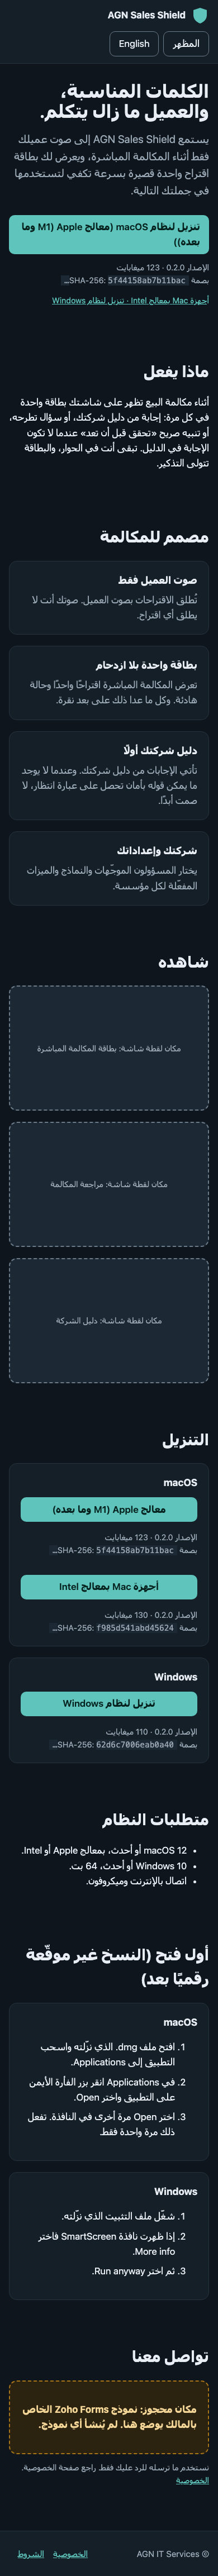 AGN Sales Shield
المظهر
English
الكلمات المناسبة،
والعميل ما زال يتكلم.
يستمع AGN Sales Shield إلى صوت عميلك
فقط أثناء المكالمة المباشرة، ويعرض لك بطاقة
اقتراح واحدة قصيرة بسرعة تكفي لتستخدمها
في جملتك التالية.
تنزيل لنظام macOS (معالج Apple (M1 وما
بعده))
الإصدار 0.2.0 · 123 ميغابايت
بصمة SHA-256: 5f44158ab7b11bac…
أجهزة Mac بمعالج Intel · تنزيل لنظام Windows
ماذا يفعل
أثناء مكالمة البيع تظهر على شاشتك بطاقة واحدة
في كل مرة: إجابة من دليل شركتك، أو سؤال تطرحه،
أو تنبيه صريح «تحقق قبل أن تعد» عندما لا تكون
الإجابة في الدليل. تبقى أنت في الحوار، والبطاقة
تتولى التذكير.
مصمم للمكالمة
صوت العميل فقط
تُطلق الاقتراحات بصوت العميل. صوتك أنت لا
يطلق أي اقتراح.
بطاقة واحدة بلا ازدحام
تعرض المكالمة المباشرة اقتراحًا واحدًا وحالة
هادئة. وكل ما عدا ذلك على بعد نقرة.
دليل شركتك أولًا
تأتي الإجابات من دليل شركتك. وعندما لا يوجد
ما يمكن قوله بأمان تحصل على عبارة انتظار، لا
صمت أبدًا.
شركتك وإعداداتك
يختار المسؤولون الموجّهات والنماذج والميزات
المفعّلة لكل مؤسسة.
شاهده
مكان لقطة شاشة: بطاقة المكالمة المباشرة
مكان لقطة شاشة: مراجعة المكالمة
مكان لقطة شاشة: دليل الشركة
التنزيل
macOS
معالج Apple (M1 وما بعده)
الإصدار 0.2.0 · 123 ميغابايت
بصمة SHA-256: 5f44158ab7b11bac…
أجهزة Mac بمعالج Intel
الإصدار 0.2.0 · 130 ميغابايت
بصمة SHA-256: f985d541abd45624…
Windows
تنزيل لنظام Windows
الإصدار 0.2.0 · 110 ميغابايت
بصمة SHA-256: 62d6c7006eab0a40…
متطلبات النظام
• macOS 12 أو أحدث، بمعالج Apple أو Intel.
• Windows 10 أو أحدث، 64 بت.
• اتصال بالإنترنت وميكروفون.
أول فتح (النسخ غير موقّعة
رقميًا بعد)
macOS
1. افتح ملف ‎.dmg الذي نزّلته واسحب
التطبيق إلى Applications.
2. في Applications انقر بزر الفأرة الأيمن
على التطبيق واختر Open.
3. اختر Open مرة أخرى في النافذة. تفعل
ذلك مرة واحدة فقط.
Windows
1. شغّل ملف التثبيت الذي نزّلته.
2. إذا ظهرت نافذة SmartScreen فاختر
More info.
3. ثم اختر Run anyway.
تواصل معنا
مكان محجوز: نموذج Zoho Forms الخاص
بالمالك يوضع هنا. لم يُنشأ أي نموذج.
نستخدم ما ترسله للرد عليك فقط. راجع صفحة الخصوصية.
الخصوصية
© AGN IT Services
الخصوصية
الشروط